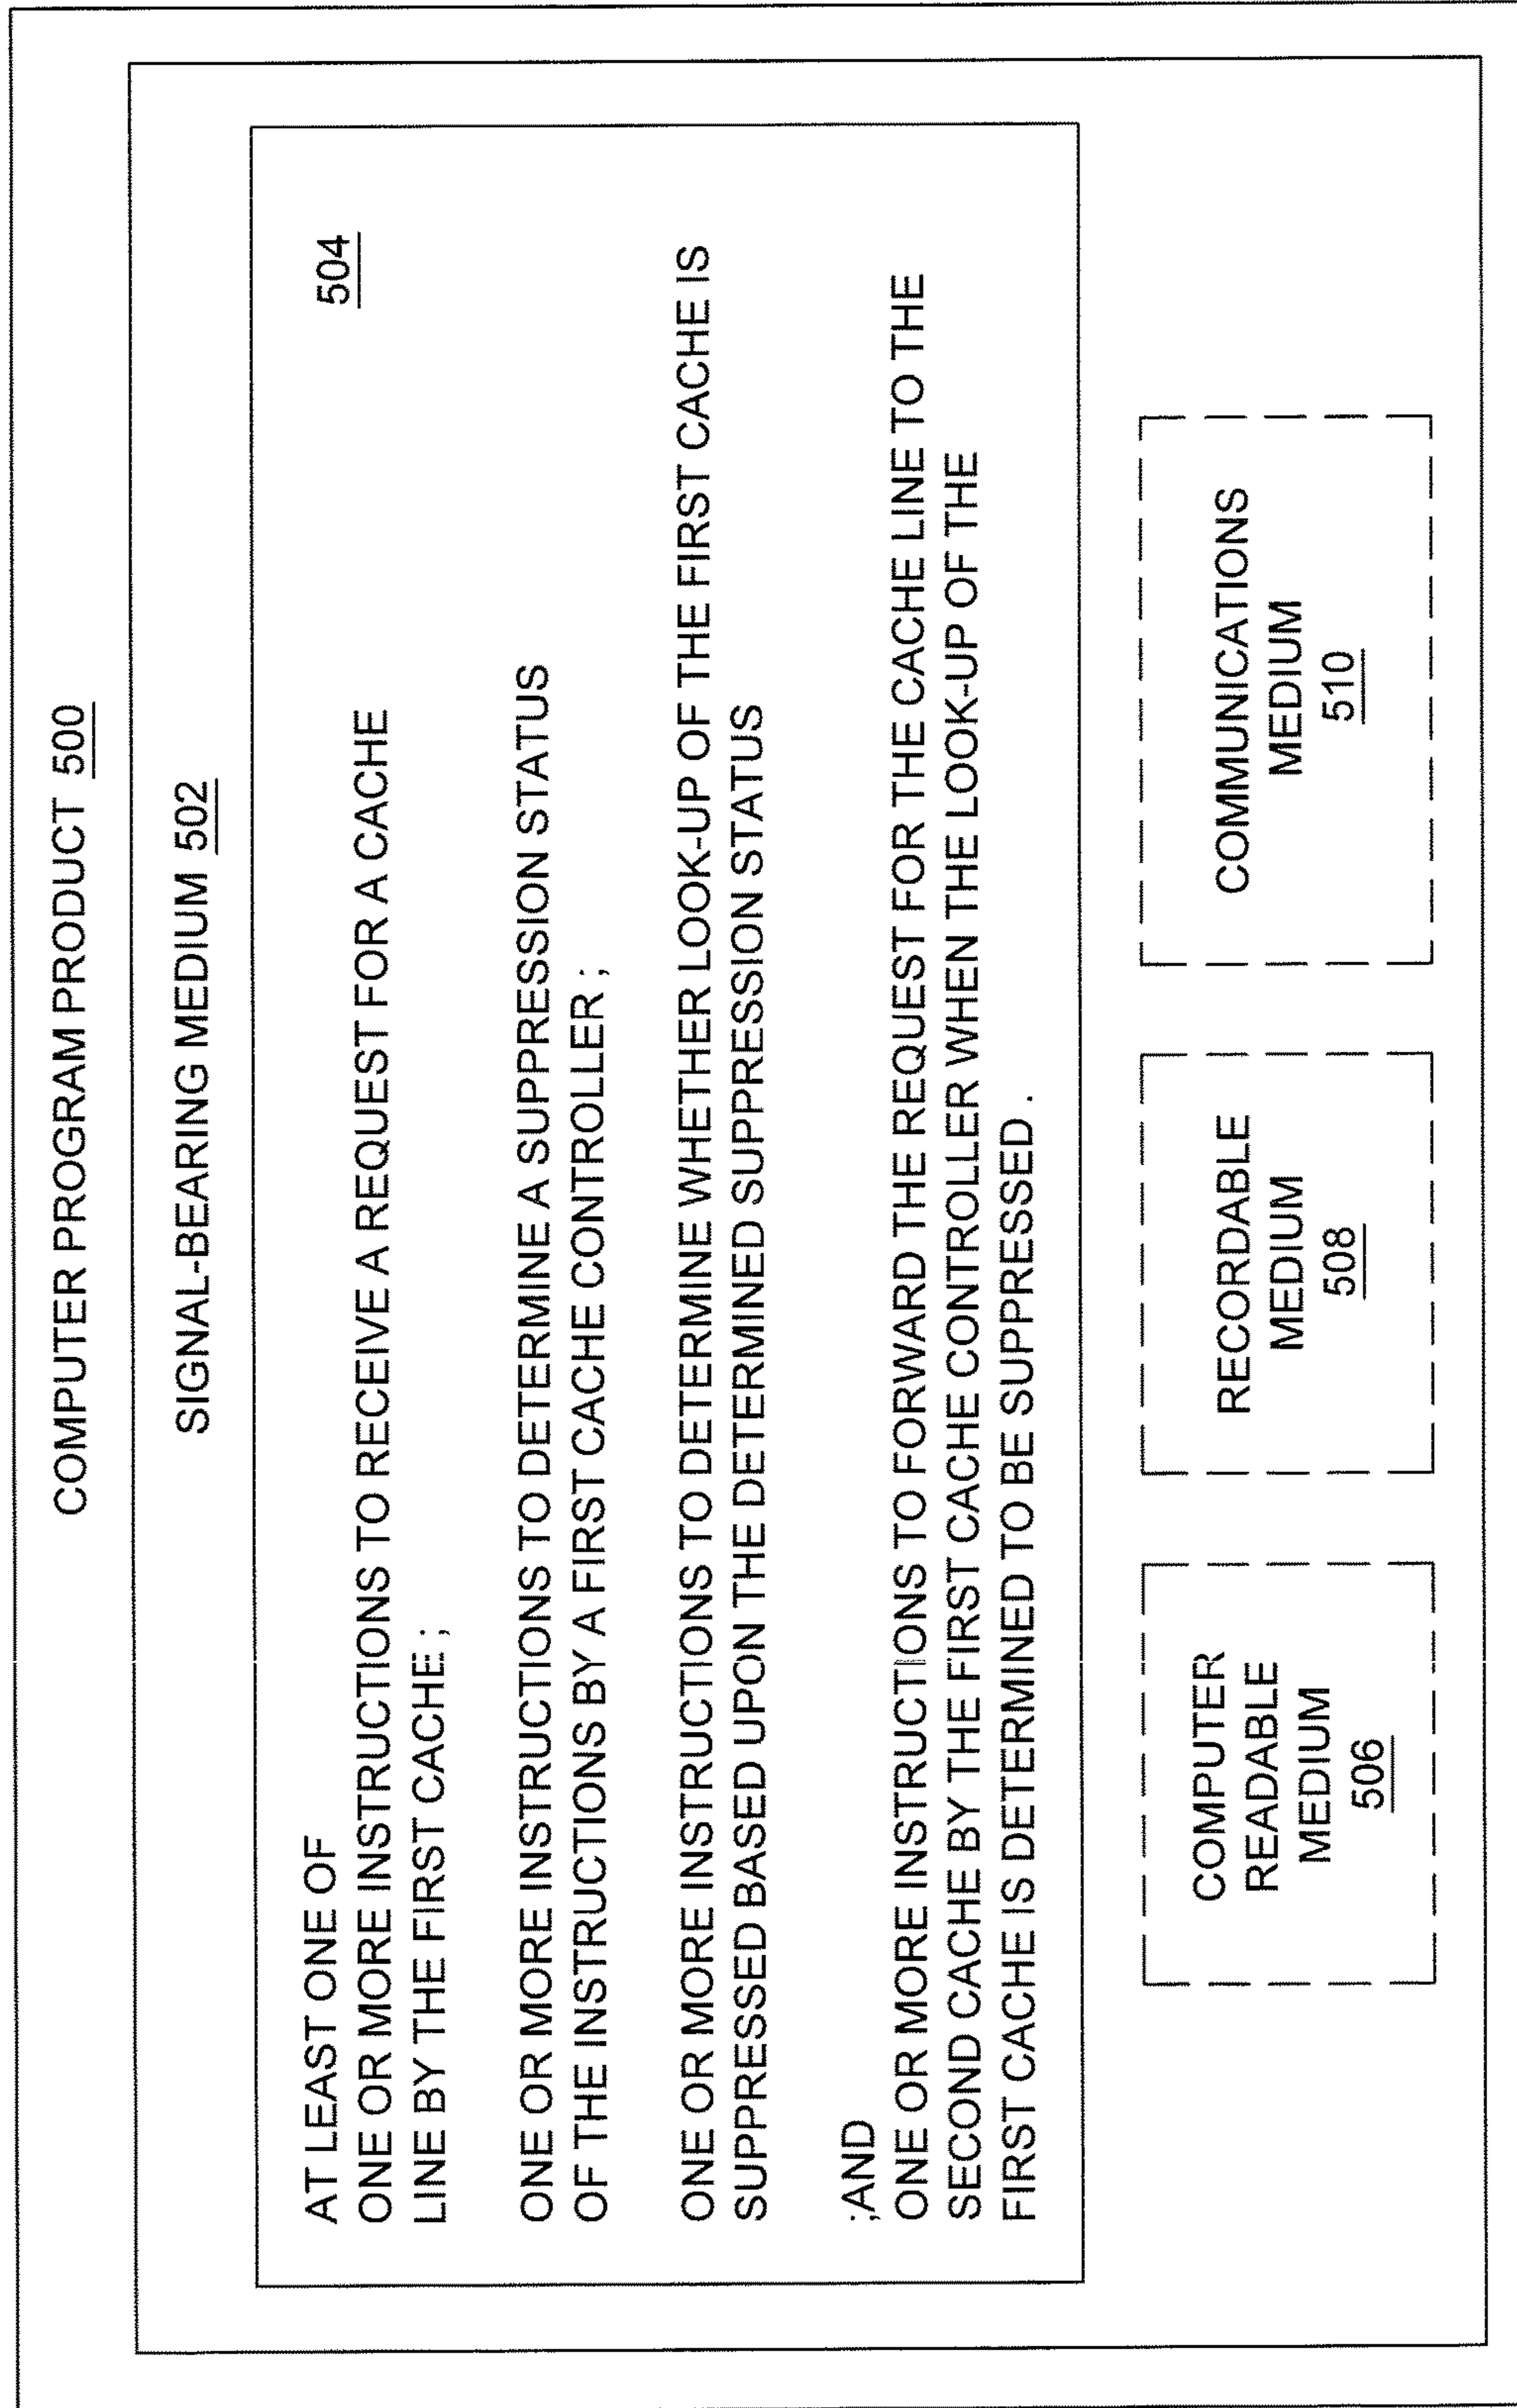 COMPUTER PROGRAM PRODUCT 500
SIGNAL-BEARING MEDIUM 502
504
AT LEAST ONE OF
ONE OR MORE INSTRUCTIONS TO RECEIVE A REQUEST FOR A CACHE
LINE BY THE FIRST CACHE ;
ONE OR MORE INSTRUCTIONS TO DETERMINE A SUPPRESSION STATUS
OF THE INSTRUCTIONS BY A FIRST CACHE CONTROLLER ;
ONE OR MORE INSTRUCTIONS TO DETERMINE WHETHER LOOK-UP OF THE FIRST CACHE IS
SUPPRESSED BASED UPON THE DETERMINED SUPPRESSION STATUS
;AND
ONE OR MORE INSTRUCTIONS TO FORWARD THE REQUEST FOR THE CACHE LINE TO THE
SECOND CACHE BY THE FIRST CACHE CONTROLLER WHEN THE LOOK-UP OF THE
FIRST CACHE IS DETERMINED TO BE SUPPRESSED .
COMPUTER
READABLE
MEDIUM
506
RECORDABLE
MEDIUM
508
COMMUNICATIONS
MEDIUM
510